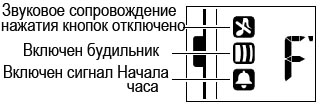 Звуковое сопровождение
нажатия кнопок отключено
Включен будильник
Включен сигнал Начала
часа
F